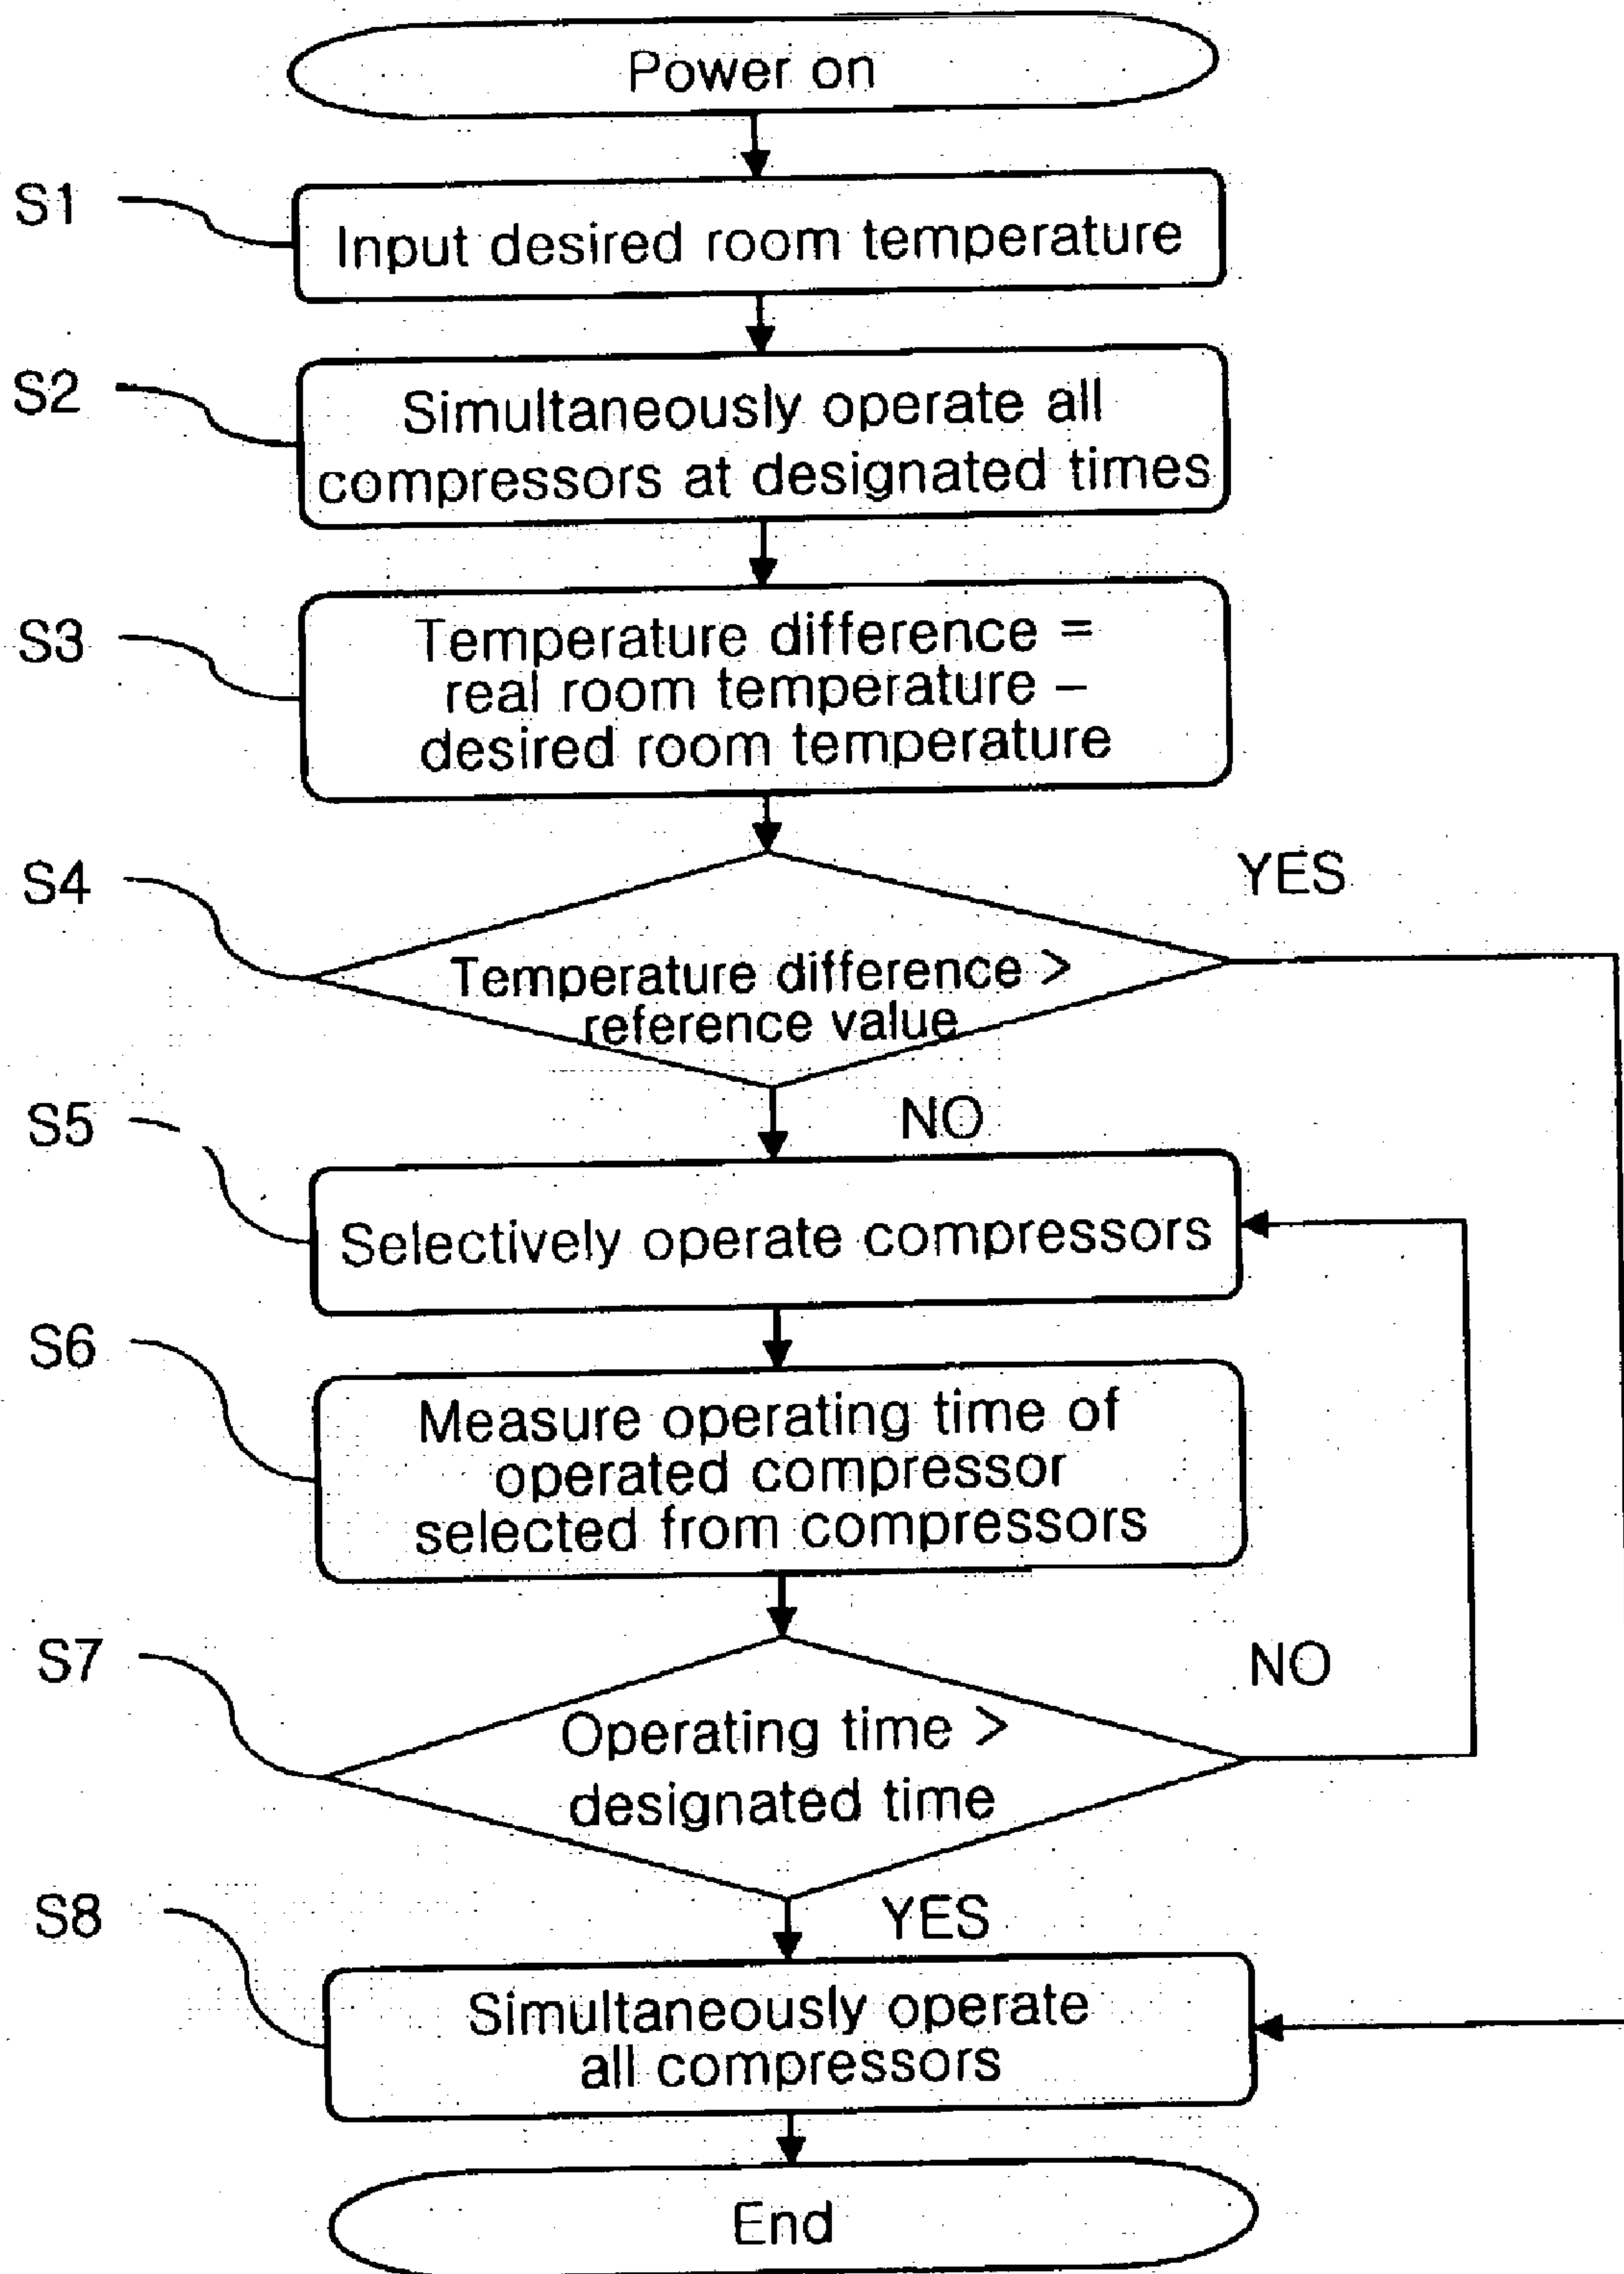 Power on
S1
Input desired room temperature
S2
Simultaneously operate all
compressors at designated times
S3
Temperature difference =
real room temperature –
desired room temperature
S4
YES
Temperature difference >
reference value
NO
S5
Selectively operate compressors
S6
Measure operating time of
operated compressor
selected from compressors
S7
NO
Operating time >
designated time
YES
S8
Simultaneously operate
all compressors
End